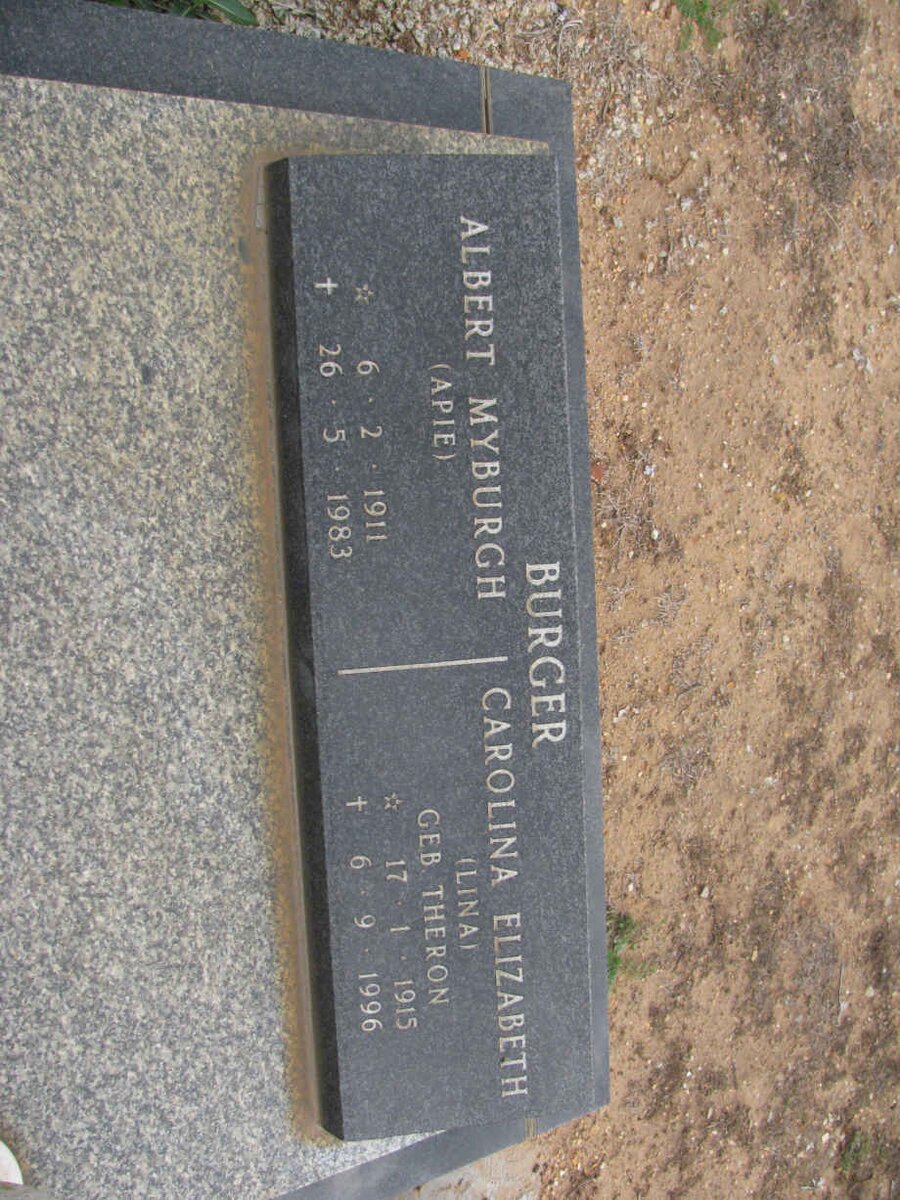 BURGER
ALBERT MYBURGH
(APIE)
☆ 6 · 2 · 1911
✝ 26 · 5 · 1983
CAROLINA ELIZABETH
(LINA)
GEB THERON
☆ 17 · 1 · 1915
✝ 6 · 9 · 1996